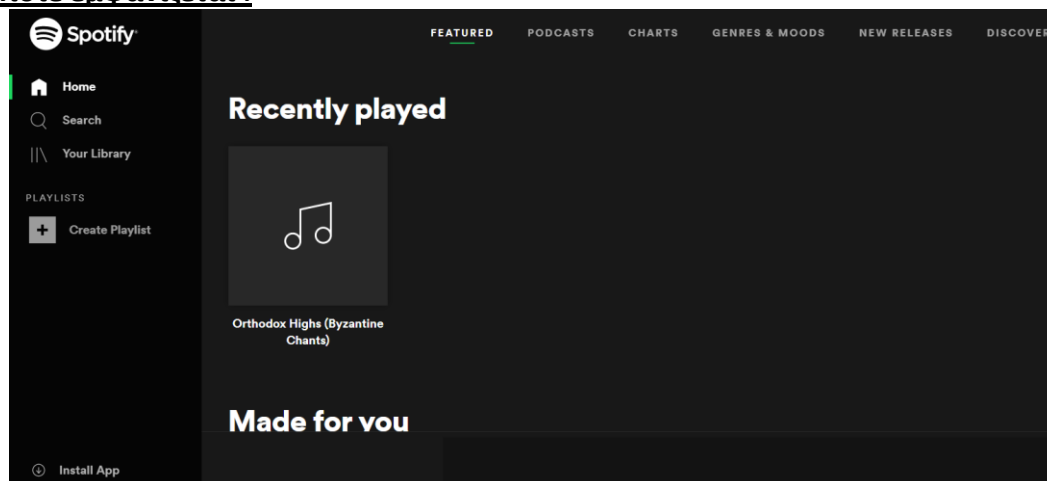 Spotify
FEATURED PODCASTS CHARTS GENRES & MOODS NEW RELEASES DISCOVER
Home
Search
Your Library
PLAYLISTS
Create Playlist
Recently played
Orthodox Highs (Byzantine
Chants)
Made for you
Install App